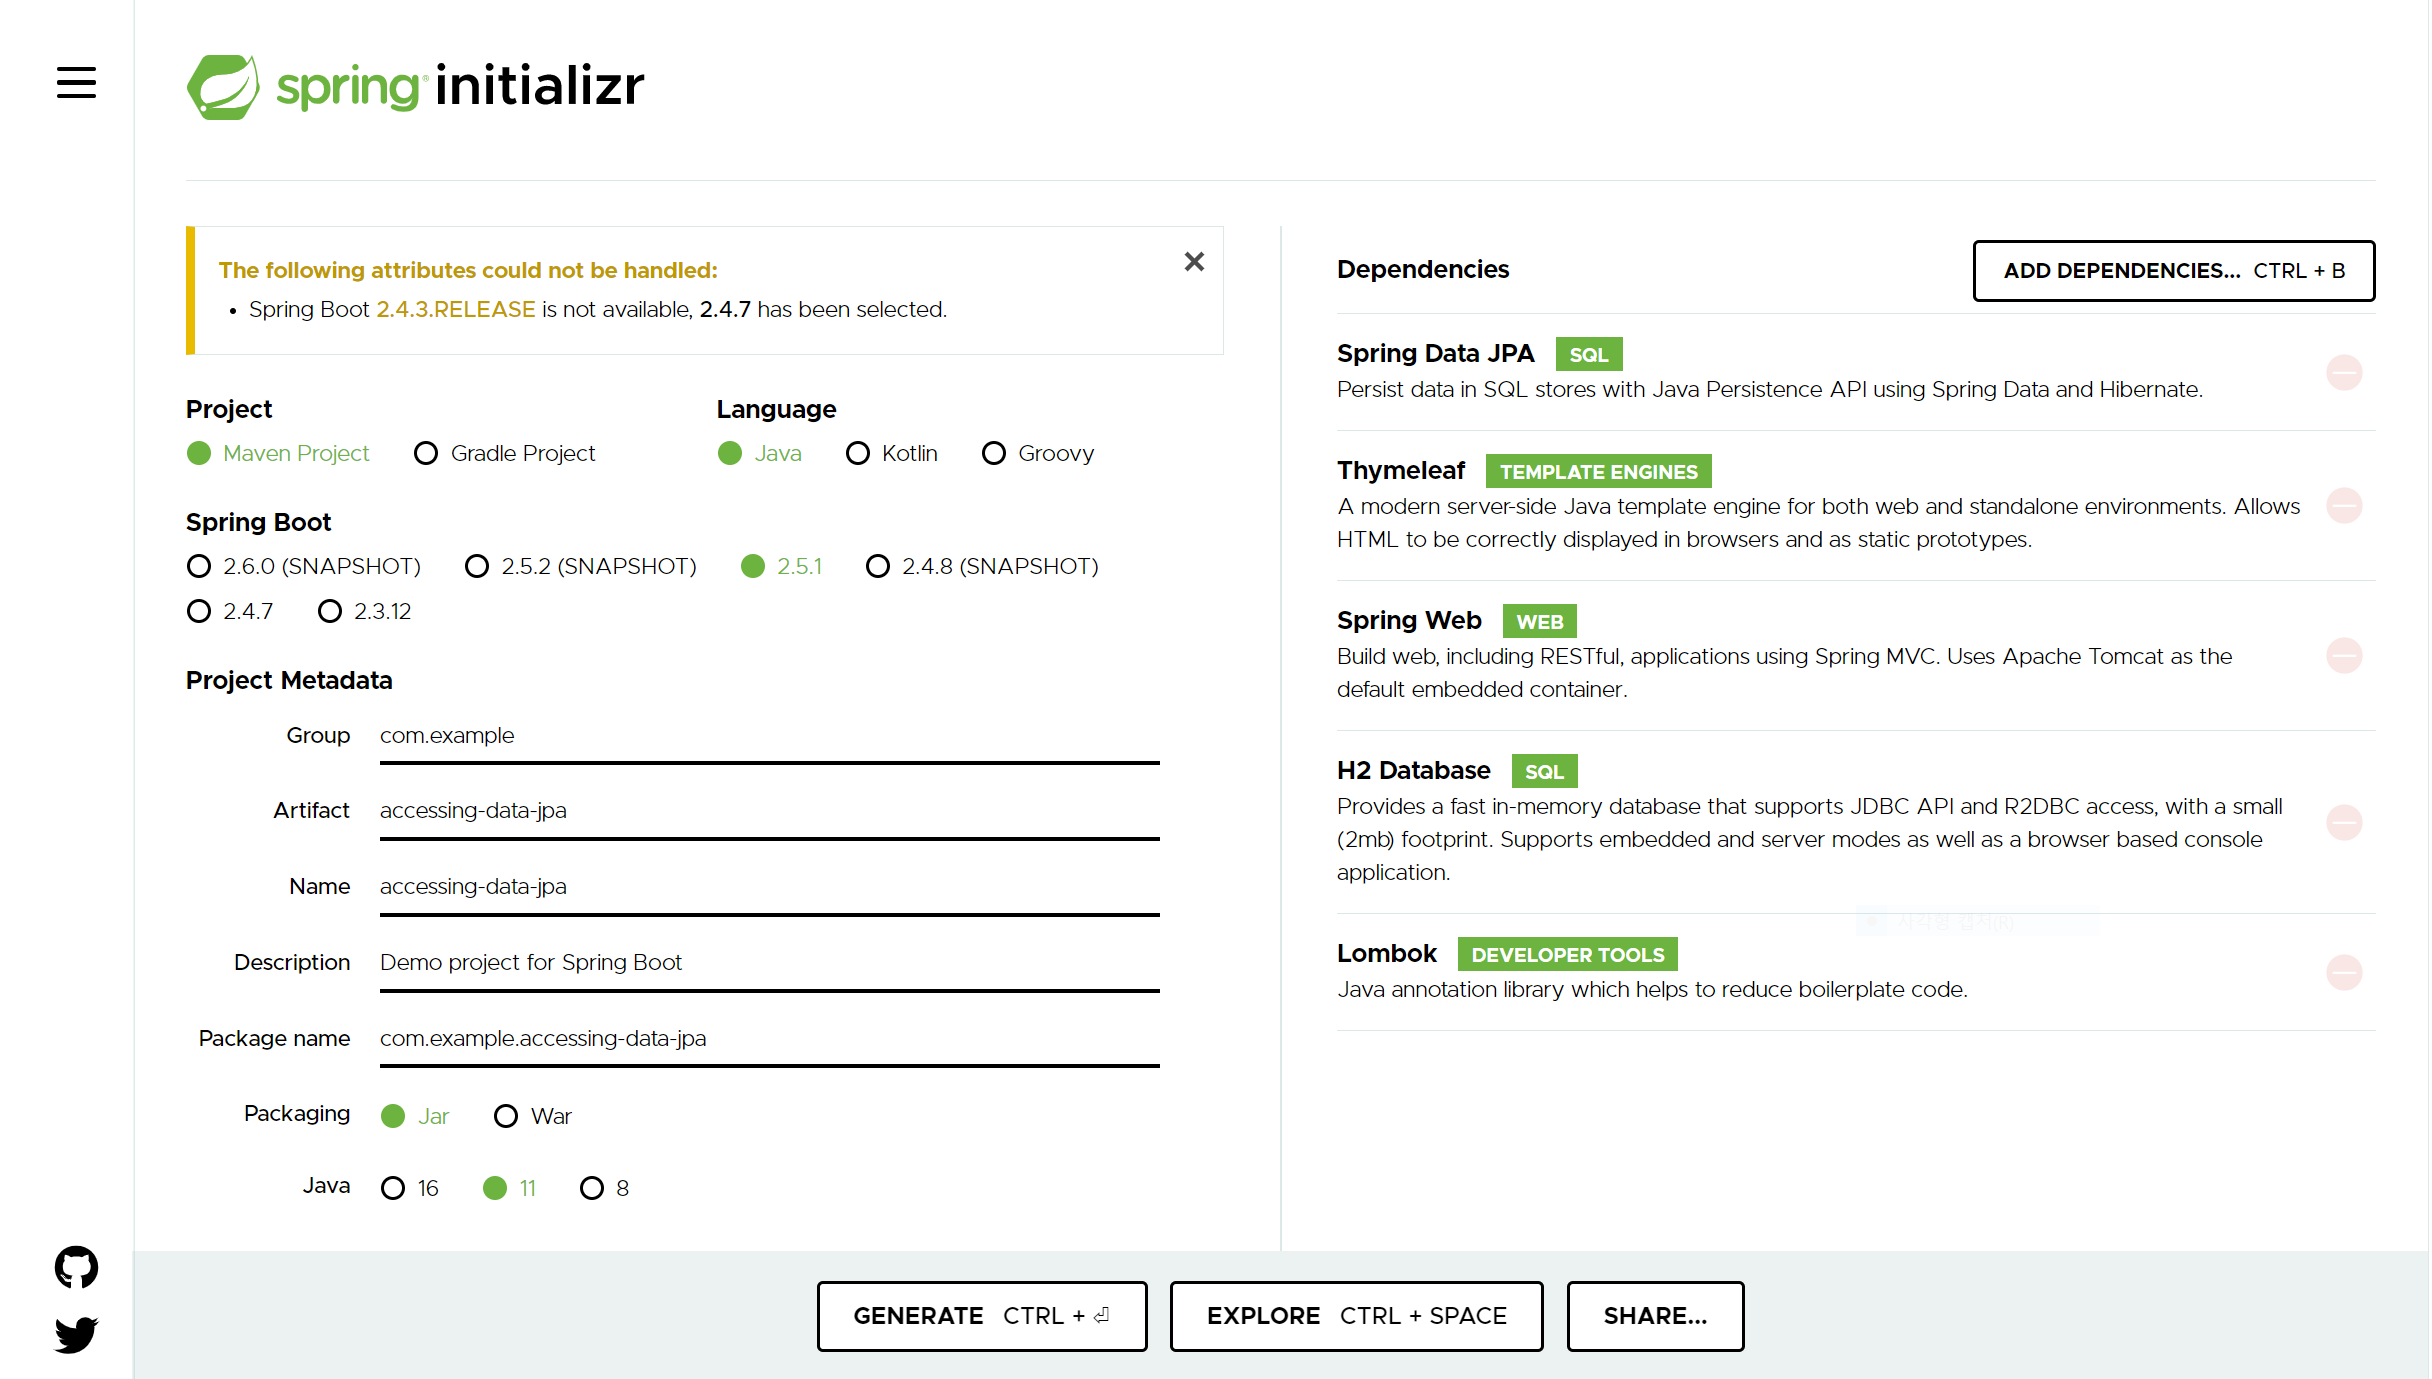 spring initializr
The following attributes could not be handled:
• Spring Boot 2.4.3.RELEASE is not available, 2.4.7 has been selected.
Project
Maven Project Gradle Project
Language
Java Kotlin Groovy
Spring Boot
2.6.0 (SNAPSHOT) 2.5.2 (SNAPSHOT) 2.5.1 2.4.8 (SNAPSHOT)
2.4.7 2.3.12
Project Metadata
Group com.example
Artifact accessing-data-jpa
Name accessing-data-jpa
Description Demo project for Spring Boot
Package name com.example.accessing-data-jpa
Packaging Jar War
Java 16 11 8
Dependencies
ADD DEPENDENCIES... CTRL + B
Spring Data JPA SQL
Persist data in SQL stores with Java Persistence API using Spring Data and Hibernate.
Thymeleaf TEMPLATE ENGINES
A modern server-side Java template engine for both web and standalone environments. Allows
HTML to be correctly displayed in browsers and as static prototypes.
Spring Web WEB
Build web, including RESTful, applications using Spring MVC. Uses Apache Tomcat as the
default embedded container.
H2 Database SQL
Provides a fast in-memory database that supports JDBC API and R2DBC access, with a small
(2mb) footprint. Supports embedded and server modes as well as a browser based console
application.
사각형 캡처(R)
Lombok DEVELOPER TOOLS
Java annotation library which helps to reduce boilerplate code.
GENERATE CTRL + ⏎
EXPLORE CTRL + SPACE
SHARE...